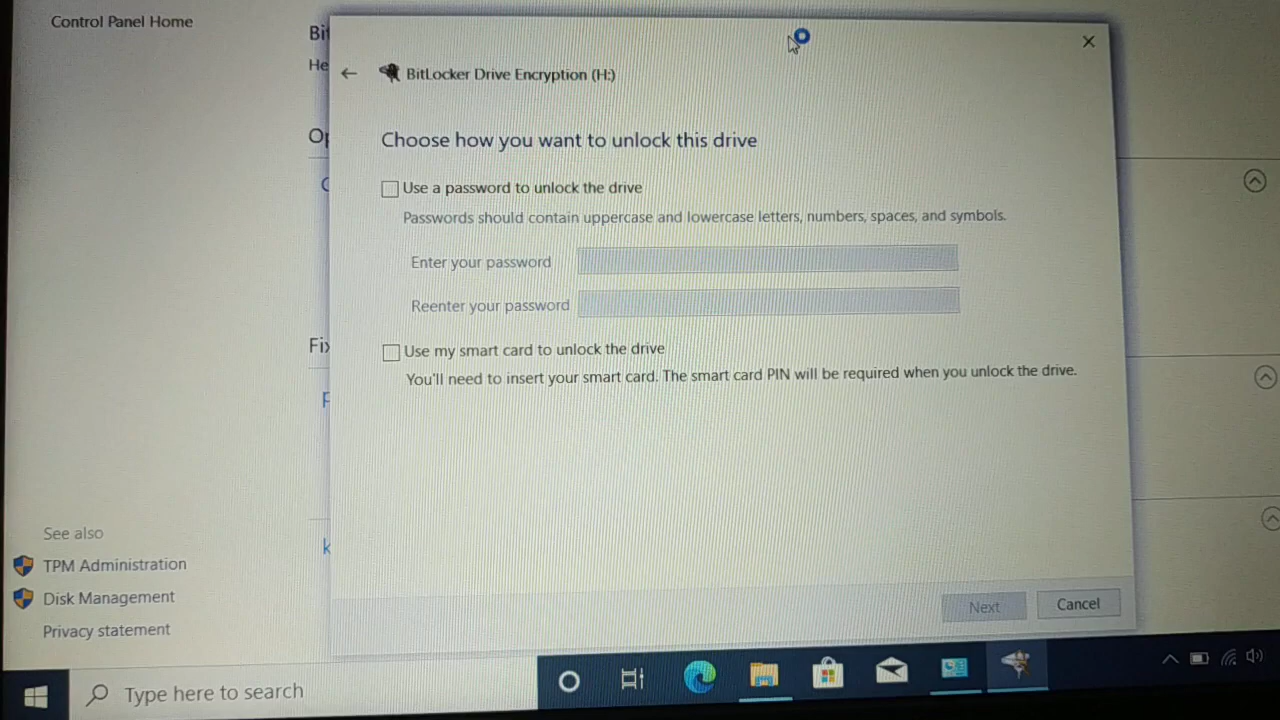 Control Panel Home
Bi
He
BitLocker Drive Encryption (H:)
Choose how you want to unlock this drive
Use a password to unlock the drive
Passwords should contain uppercase and lowercase letters, numbers, spaces, and symbols.
Enter your password
Reenter your password
Use my smart card to unlock the drive
You'll need to insert your smart card. The smart card PIN will be required when you unlock the drive.
Fix
See also
TPM Administration
Disk Management
Privacy statement
Next
Cancel
Type here to search